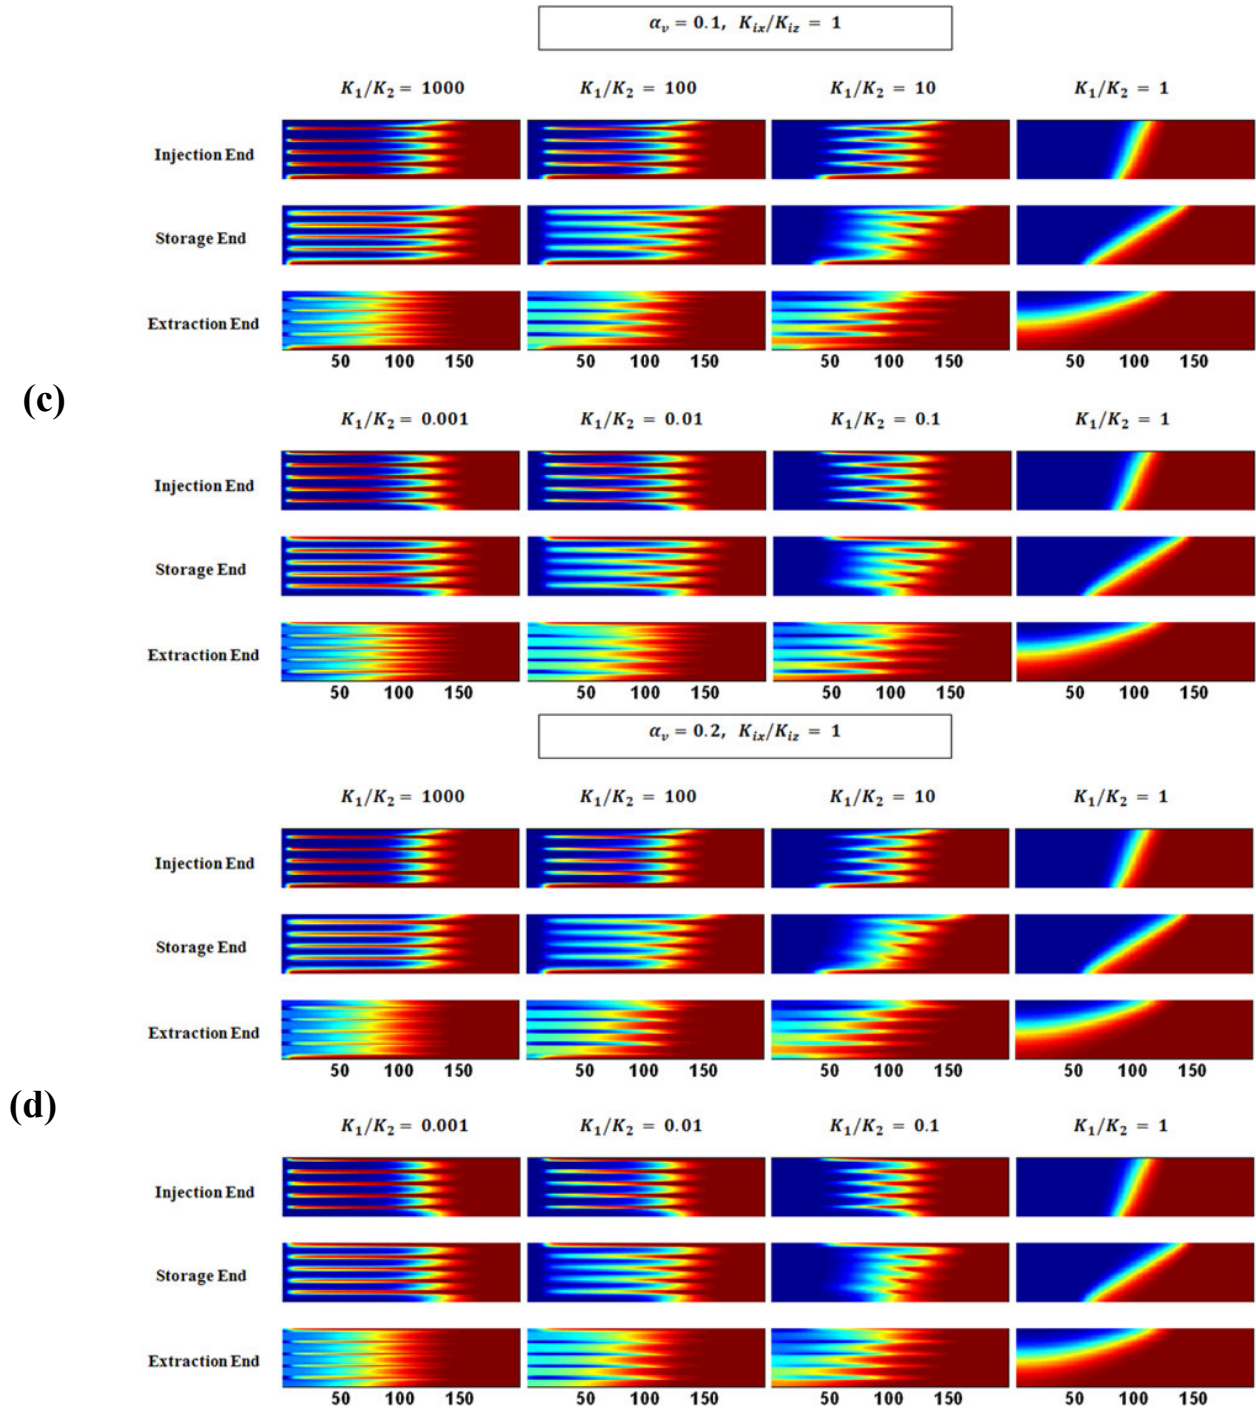 α_v = 0.1, K_ix/K_iz = 1
K_1/K_2 = 1000 K_1/K_2 = 100 K_1/K_2 = 10 K_1/K_2 = 1
Injection End
Storage End
Extraction End
50 100 150 50 100 150 50 100 150 50 100 150
(c)
K_1/K_2 = 0.001 K_1/K_2 = 0.01 K_1/K_2 = 0.1 K_1/K_2 = 1
Injection End
Storage End
Extraction End
50 100 150 50 100 150 50 100 150 50 100 150
α_v = 0.2, K_ix/K_iz = 1
K_1/K_2 = 1000 K_1/K_2 = 100 K_1/K_2 = 10 K_1/K_2 = 1
Injection End
Storage End
Extraction End
50 100 150 50 100 150 50 100 150 50 100 150
(d)
K_1/K_2 = 0.001 K_1/K_2 = 0.01 K_1/K_2 = 0.1 K_1/K_2 = 1
Injection End
Storage End
Extraction End
50 100 150 50 100 150 50 100 150 50 100 150